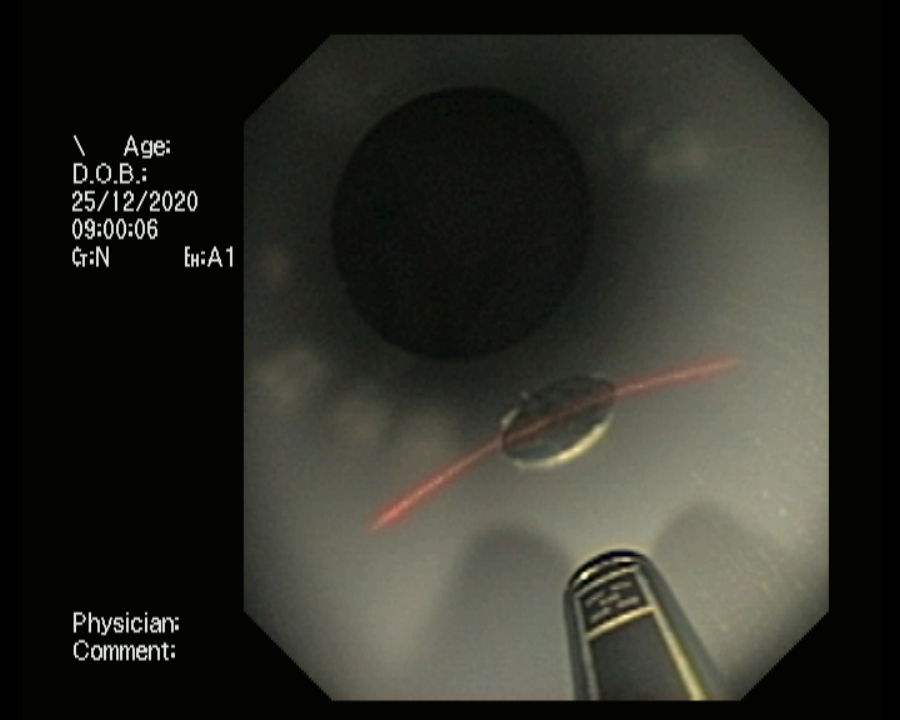 \ Age:
D.O.B.:
25/12/2020
09:00:06
Cr:N Eh:A1
Physician:
Comment: